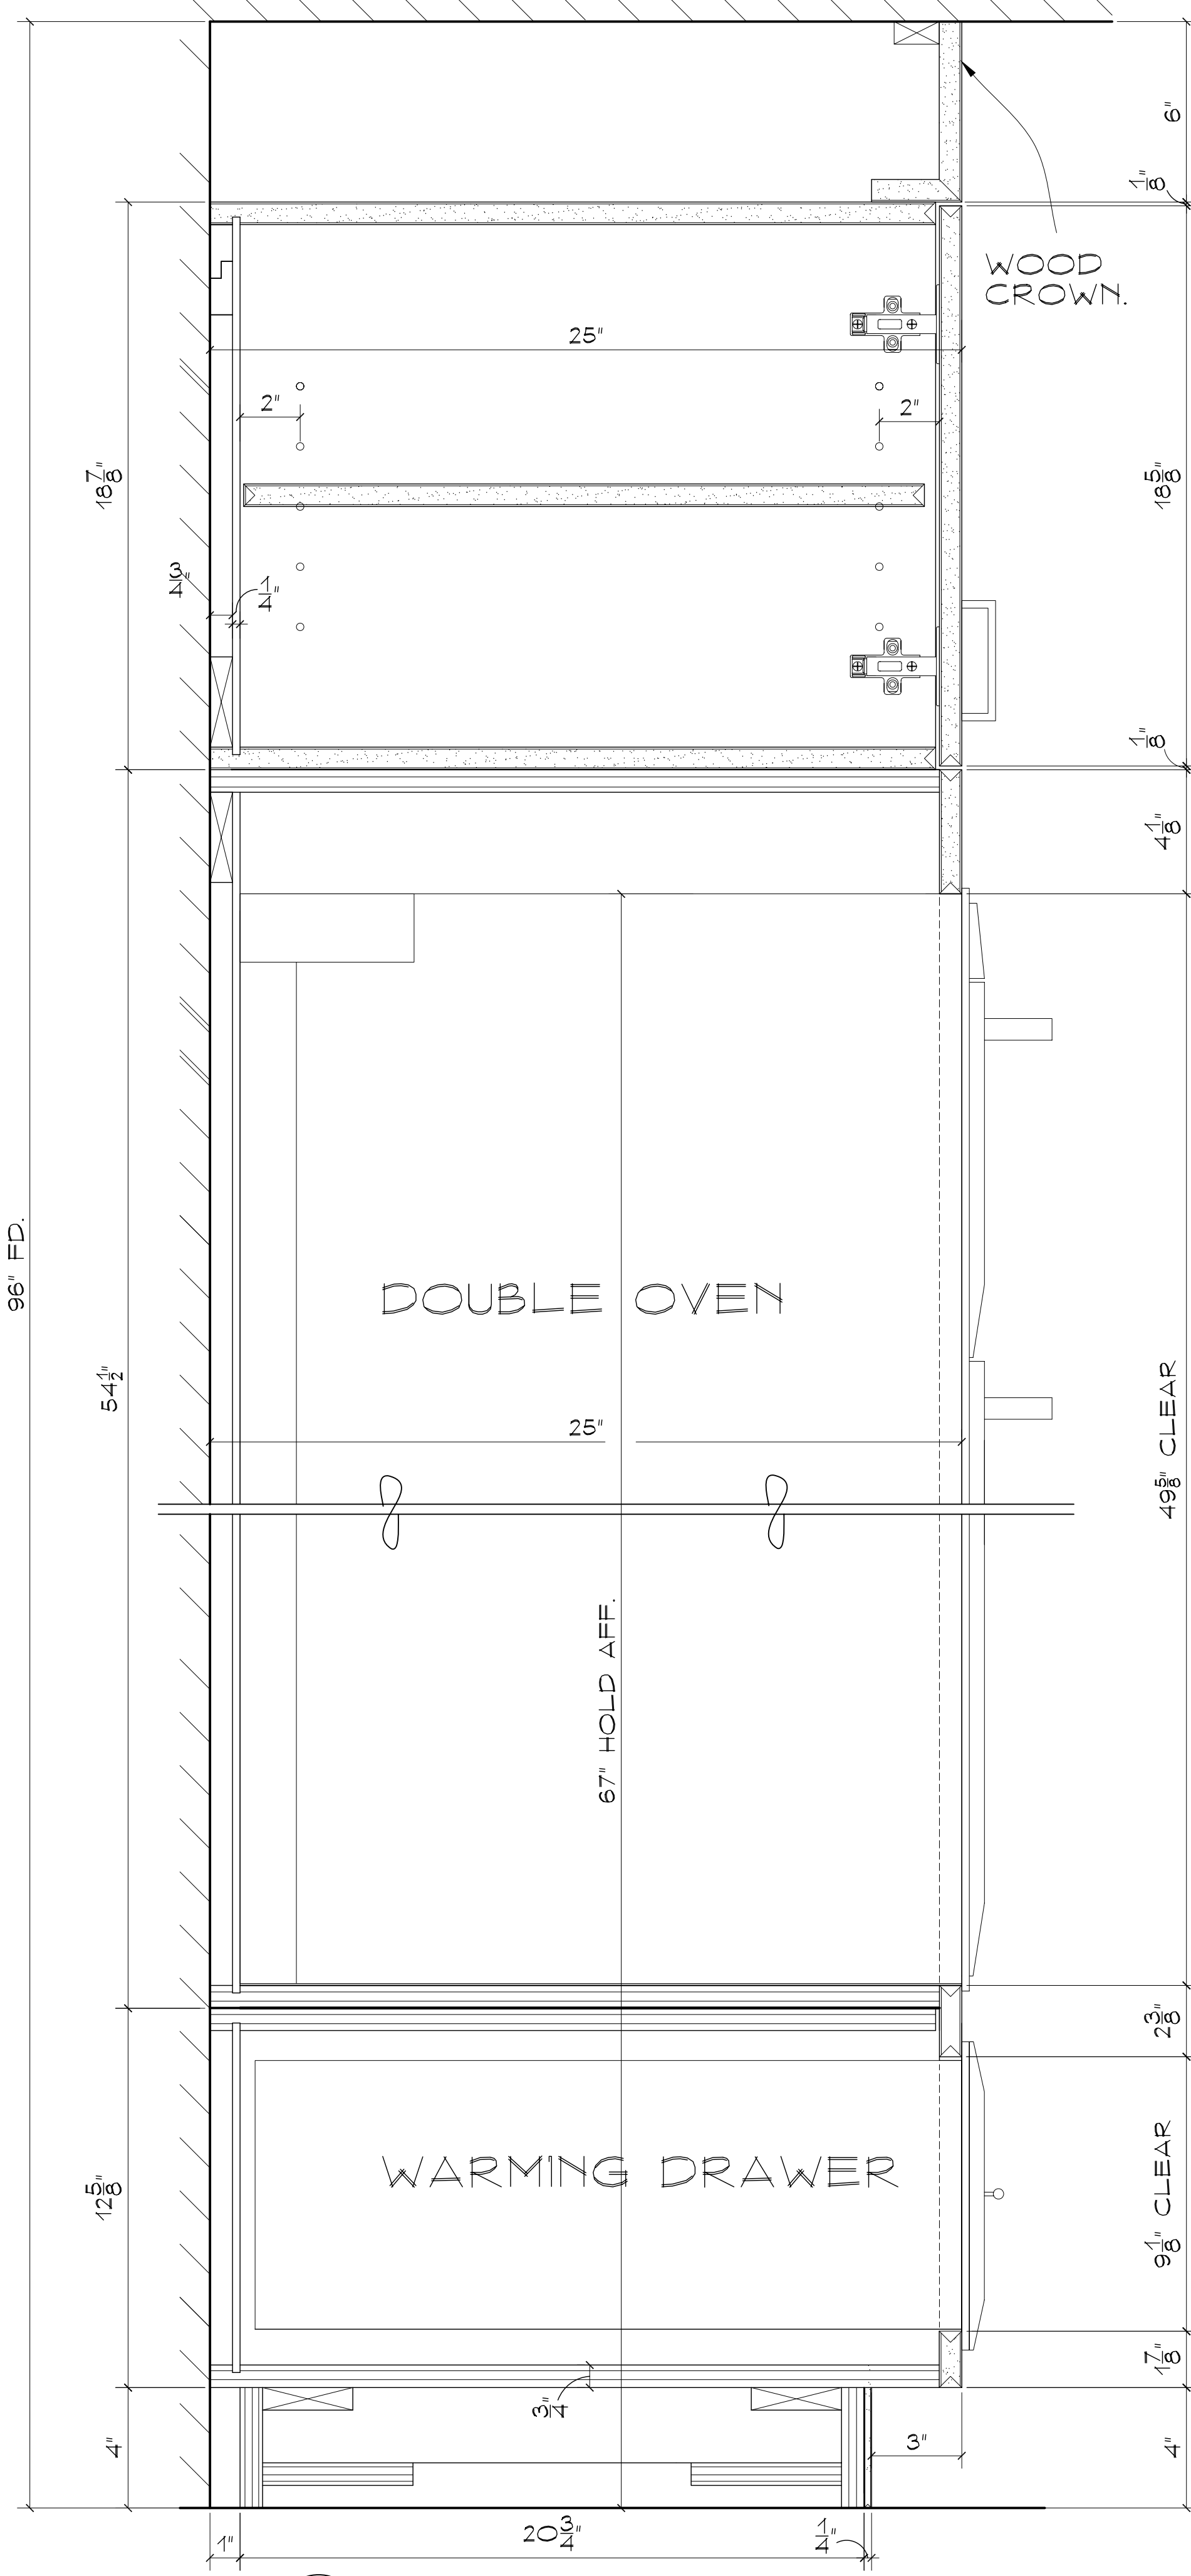 6"
1/8"
WOOD
CROWN.
25"
2"
2"
18 7/8"
18 5/8"
3/4"
1/4"
1/8"
4 1/8"
96" FD.
DOUBLE OVEN
54 1/2"
25"
49 5/8" CLEAR
67" HOLD AFF.
2 3/8"
WARMING DRAWER
12 5/8"
9 1/8" CLEAR
1 7/8"
3/4"
4"
3"
4"
1"
20 3/4"
1/4"